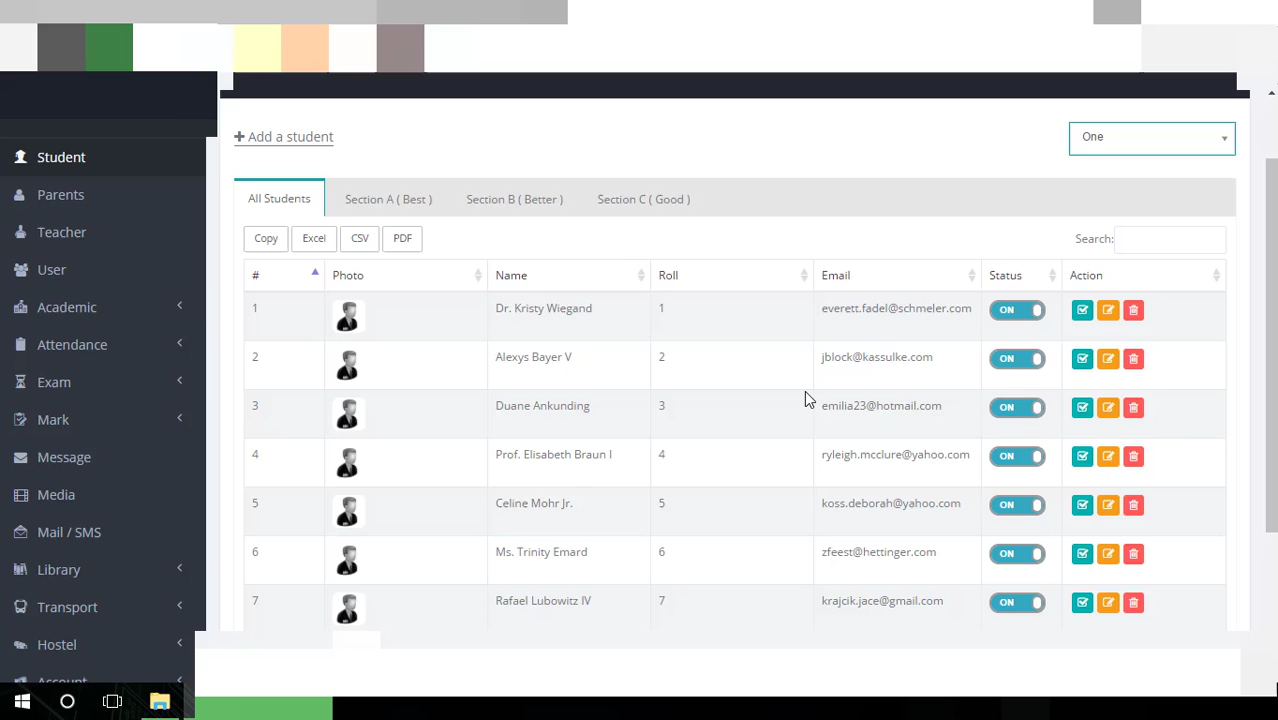 Student
Parents
Teacher
User
Academic
Attendance
Exam
Mark
Message
Media
Mail / SMS
Library
Transport
Hostel
Account
Add a student
One
All Students Section A ( Best ) Section B ( Better ) Section C ( Good )
Copy Excel CSV PDF Search:
# Photo Name Roll Email Status Action
1 Dr. Kristy Wiegand 1 everett.fadel@schmeler.com ON
2 Alexys Bayer V 2 jblock@kassulke.com ON
3 Duane Ankunding 3 emilia23@hotmail.com ON
4 Prof. Elisabeth Braun I 4 ryleigh.mcclure@yahoo.com ON
5 Celine Mohr Jr. 5 koss.deborah@yahoo.com ON
6 Ms. Trinity Emard 6 zfeest@hettinger.com ON
7 Rafael Lubowitz IV 7 krajcik.jace@gmail.com ON